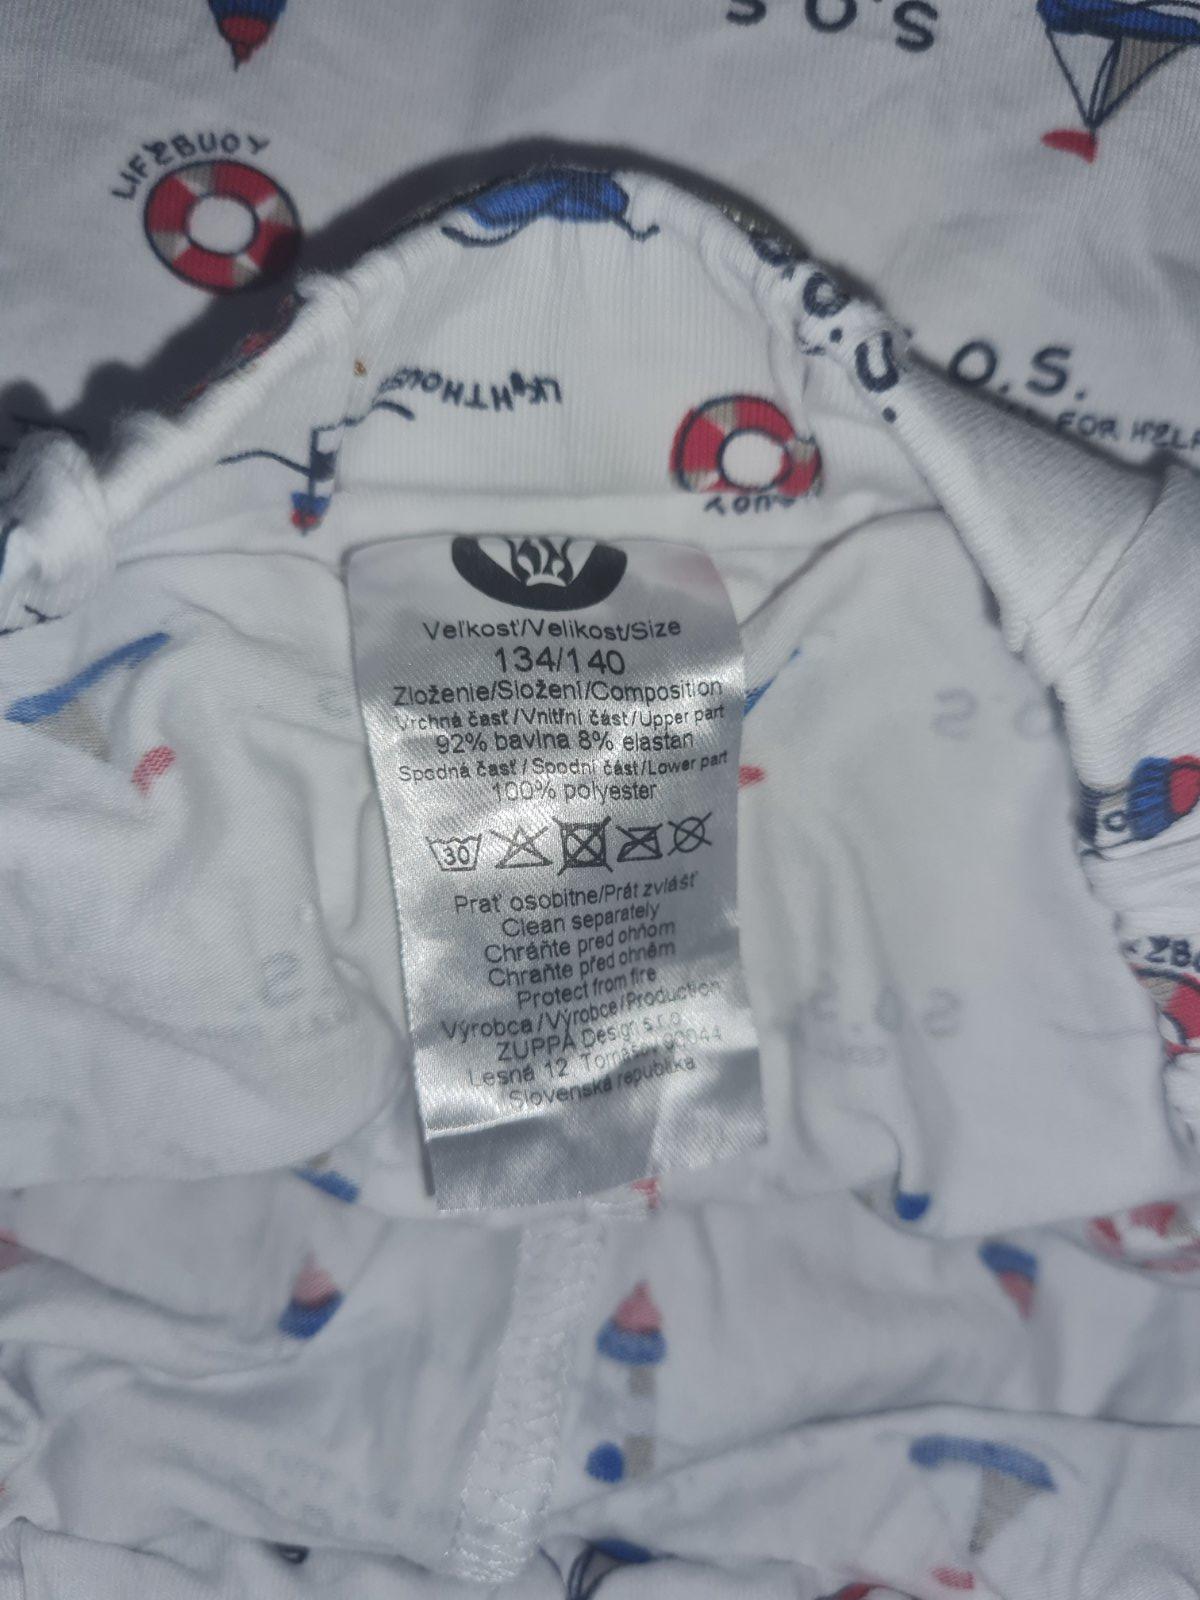 S O S
LIFEBUOY
LIGHTHOUSE
O.S.
FOR HELP
Veľkosť/Velikost/Size
134/140
Zloženie/Složení/Composition
Vrchná časť/Vnitřní část/Upper part
92% bavlna 8% elastan
Spodná časť/Spodní část/Lower part
100% polyester
30
Prať osobitne/Prát zvlášť
Clean separately
Chráňte pred ohňom
Chraňte před ohněm
Protect from fire
Výrobca/Výrobce/Production
ZUPPA Design s.r.o.
Lesná 12 Tomášov 90044
Slovenská republika